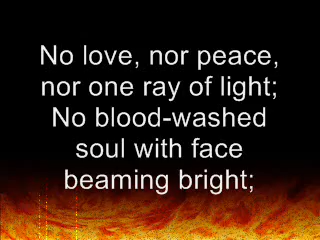 No love, nor peace,
nor one ray of light;
No blood-washed
soul with face
beaming bright;